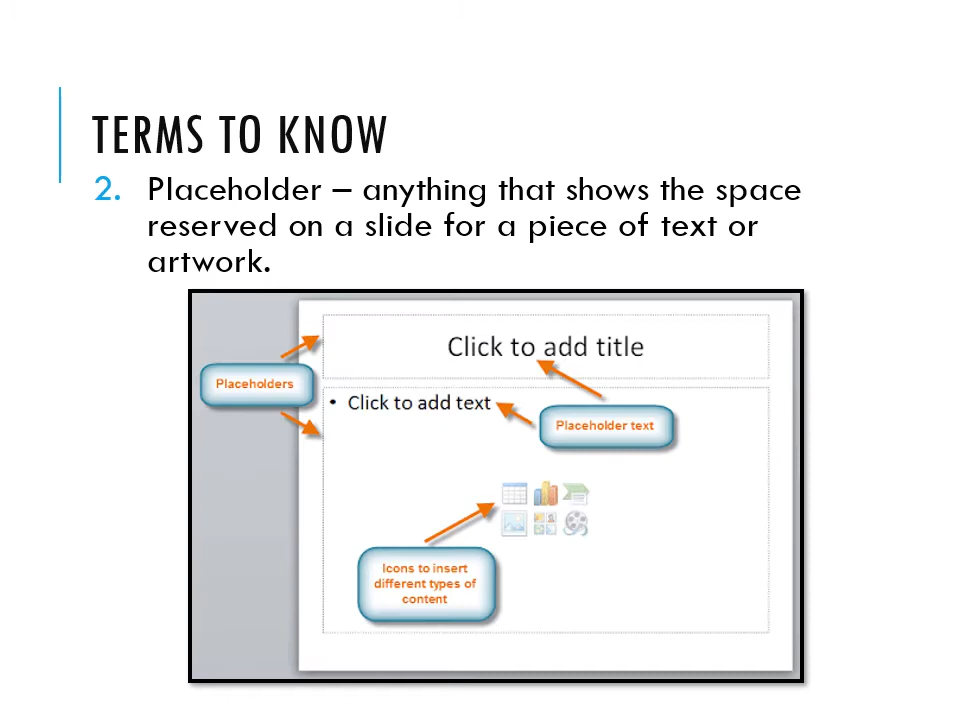 TERMS TO KNOW
2. Placeholder – anything that shows the space
reserved on a slide for a piece of text or
artwork.
Click to add title
Placeholders
• Click to add text
Placeholder text
Icons to insert
different types of
content